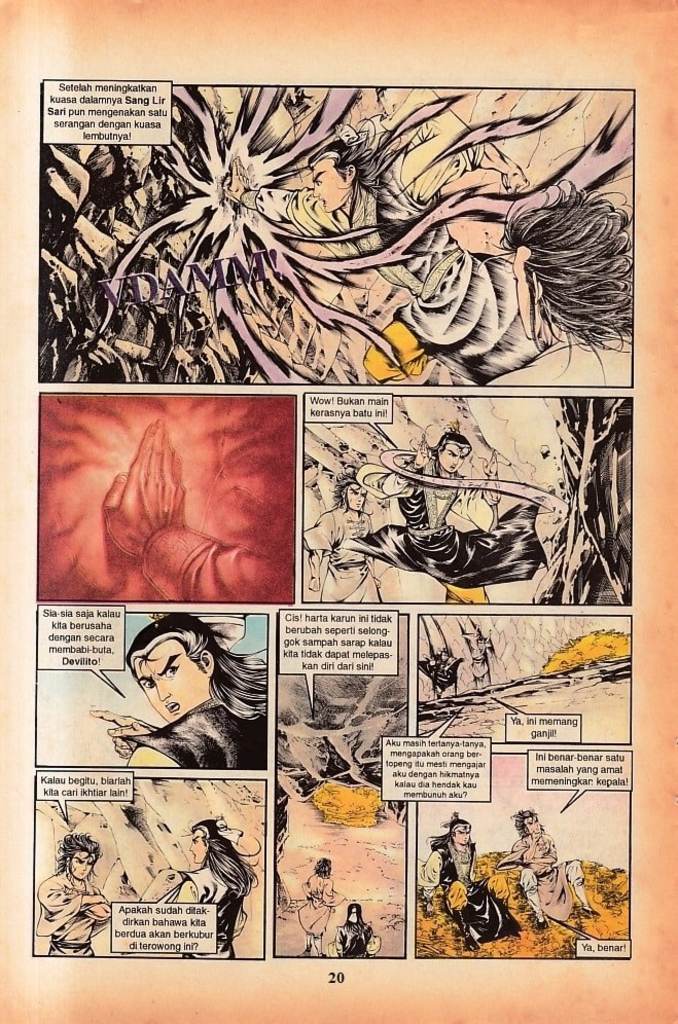 Setelah meningkatkan
kuasa dalamnya Sang Lir
Sari pun mengenakan satu
serangan dengan kuasa
lembutnya!
VDAMM!
Wow! Bukan main
kerasnya batu ini!
Sia-sia saja kalau
kita berusaha
dengan secara
membabi-buta,
Devilito!
Cis! harta karun ini tidak
berubah seperti selong-
gok sampah sarap kalau
kita tidak dapat melepas-
kan diri dari sini!
Ya, ini memang
ganjil!
Aku masih tertanya-tanya,
mengapakah orang ber-
topeng itu mesti mengajar
aku dengan hikmatnya
kalau dia hendak kau
membunuh aku?
Ini benar-benar satu
masalah yang amat
memeningkan: kepala!
Kalau begitu, biarlah
kita cari ikhtiar lain!
Apakah sudah ditak-
dirkan bahawa kita
berdua akan berkubur
di terowong ini?
Ya, benar!
20